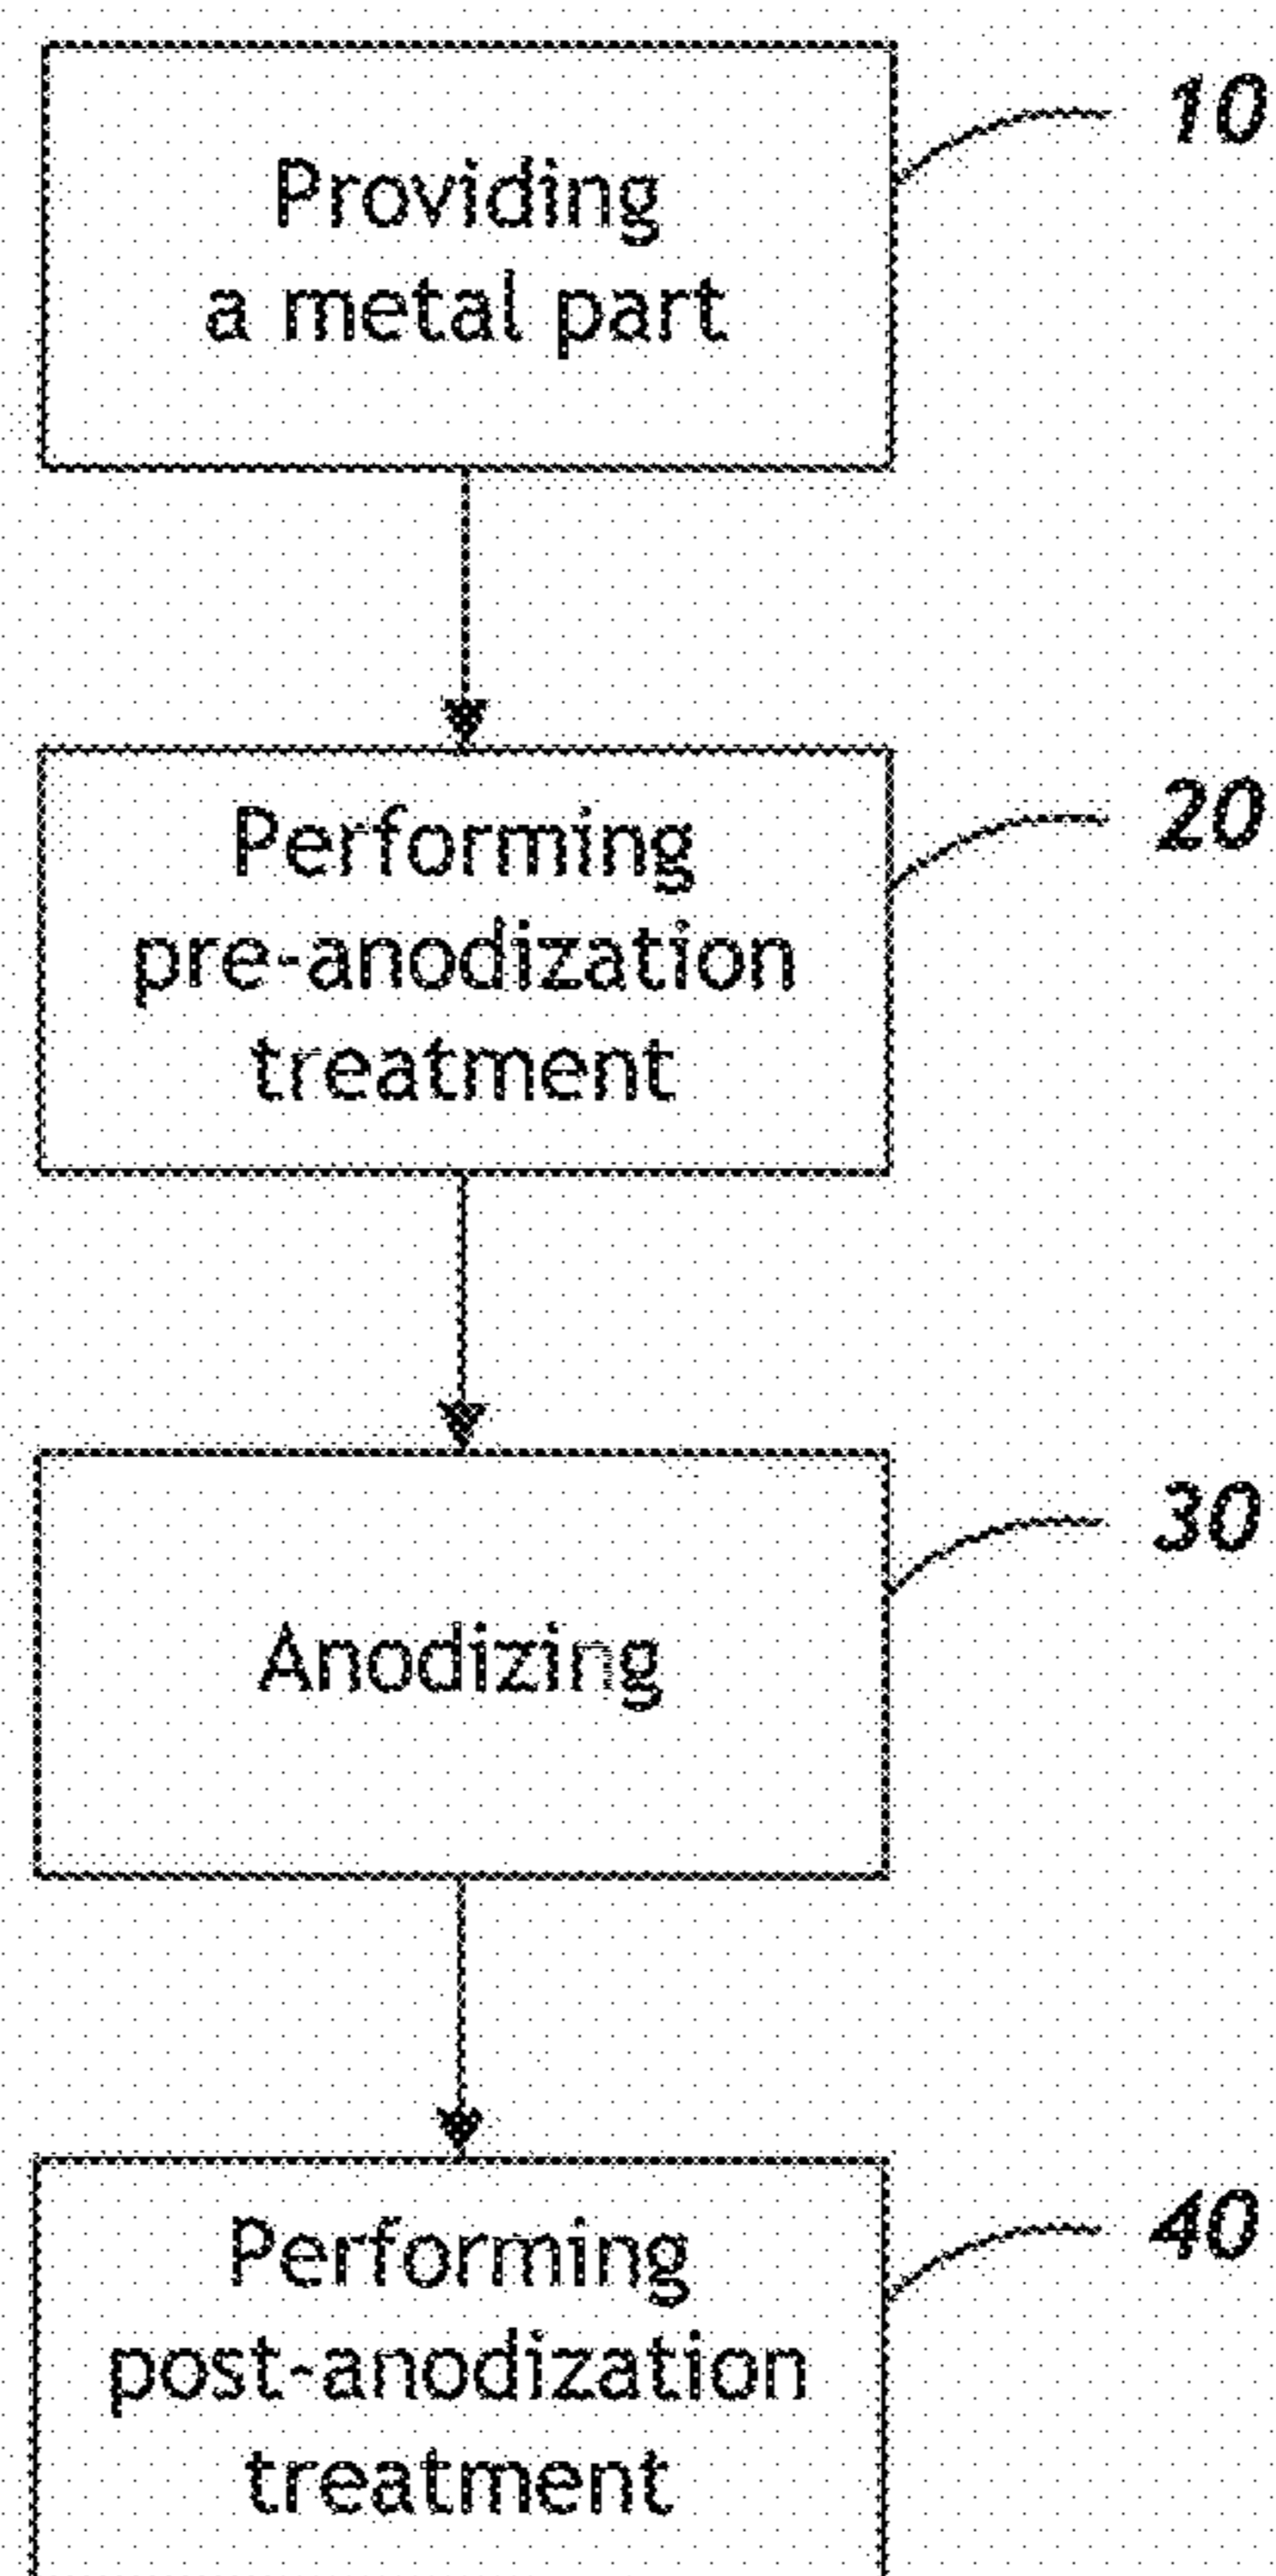 Providing
a metal part
10
Performing
pre-anodization
treatment
20
Anodizing
30
Performing
post-anodization
treatment
40